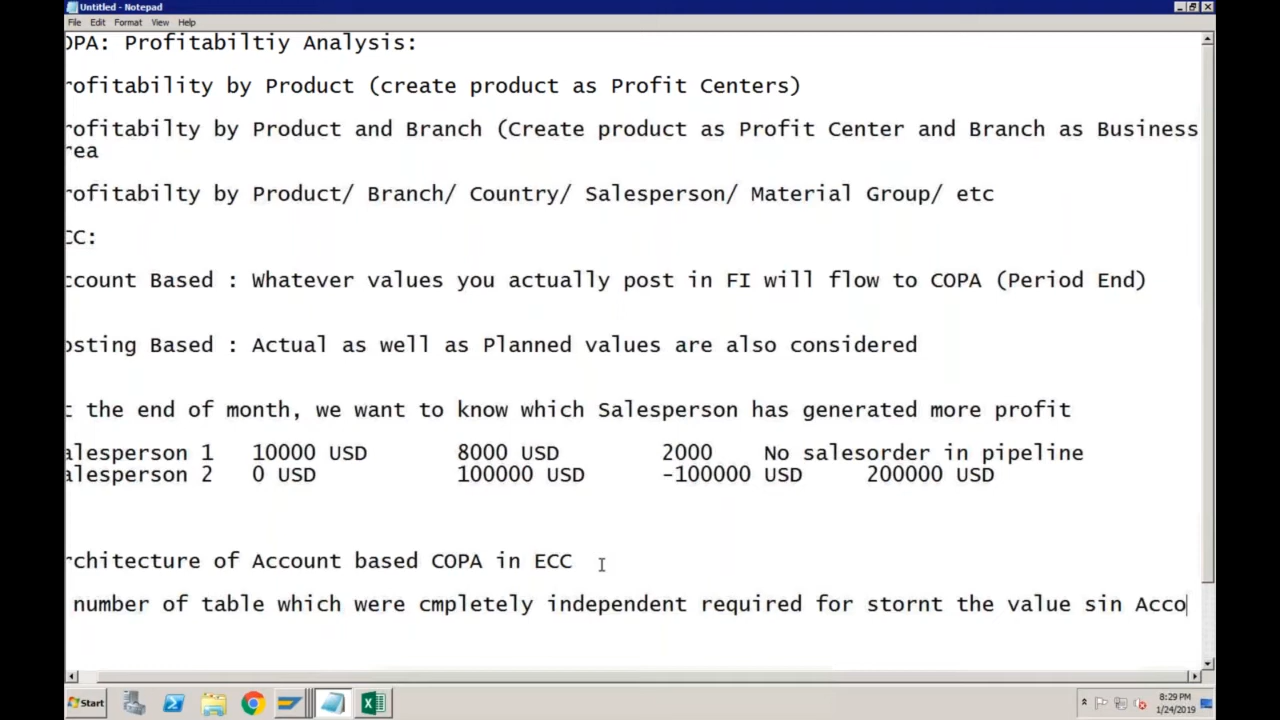 Untitled - Notepad
File Edit Format View Help
OPA: Profitabiltiy Analysis:
rofitability by Product (create product as Profit Centers)
rofitabilty by Product and Branch (Create product as Profit Center and Branch as Business
rea
rofitabilty by Product/ Branch/ Country/ Salesperson/ Material Group/ etc
CC:
ccount Based : Whatever values you actually post in FI will flow to COPA (Period End)
osting Based : Actual as well as Planned values are also considered
t the end of month, we want to know which Salesperson has generated more profit
alesperson 1 10000 USD 8000 USD 2000 No salesorder in pipeline
alesperson 2 0 USD 100000 USD -100000 USD 200000 USD
rchitecture of Account based COPA in ECC
number of table which were cmpletely independent required for stornt the value sin Acco
Start
8:29 PM
1/24/2019